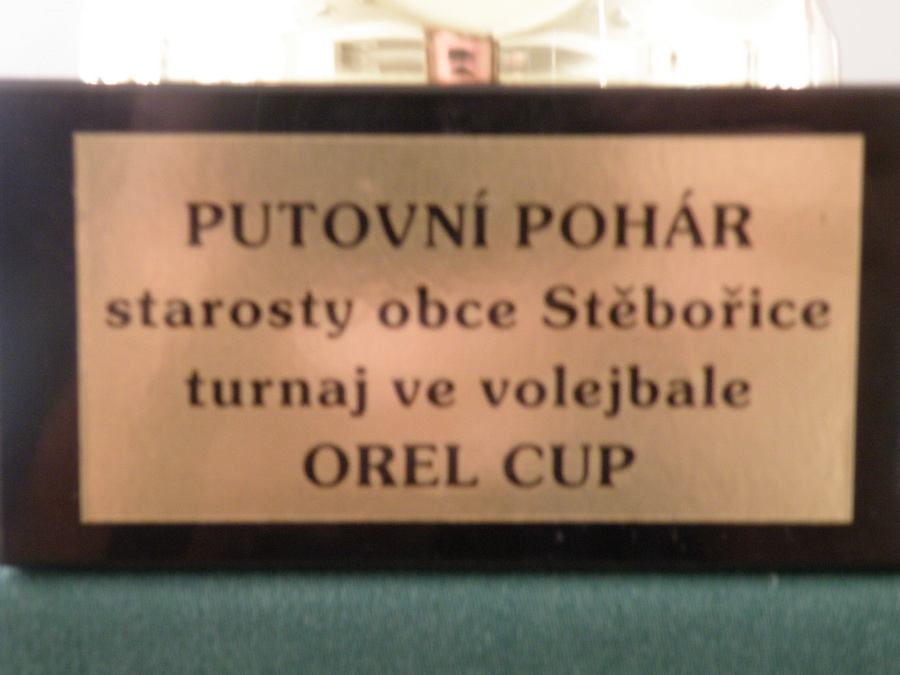 PUTOVNÍ POHÁR
starosty obce Stěbořice
turnaj ve volejbale
OREL CUP